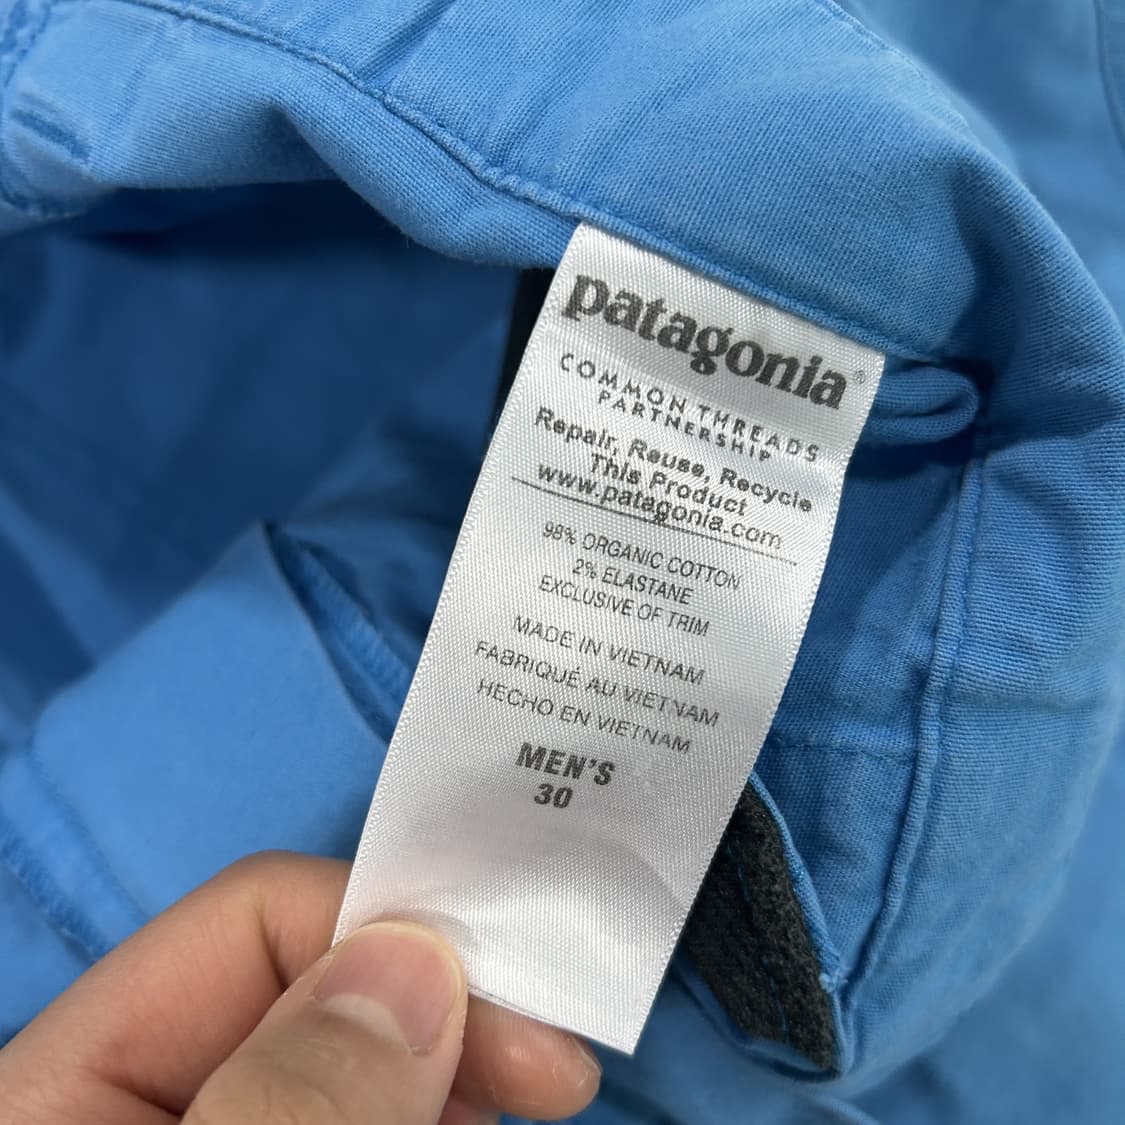 patagonia®
COMMON THREADS
PARTNERSHIP
Repair, Reuse, Recycle
This Product
www.patagonia.com
98% ORGANIC COTTON
2% ELASTANE
EXCLUSIVE OF TRIM
MADE IN VIETNAM
FABRIQUÉ AU VIETNAM
HECHO EN VIETNAM
MEN'S
30